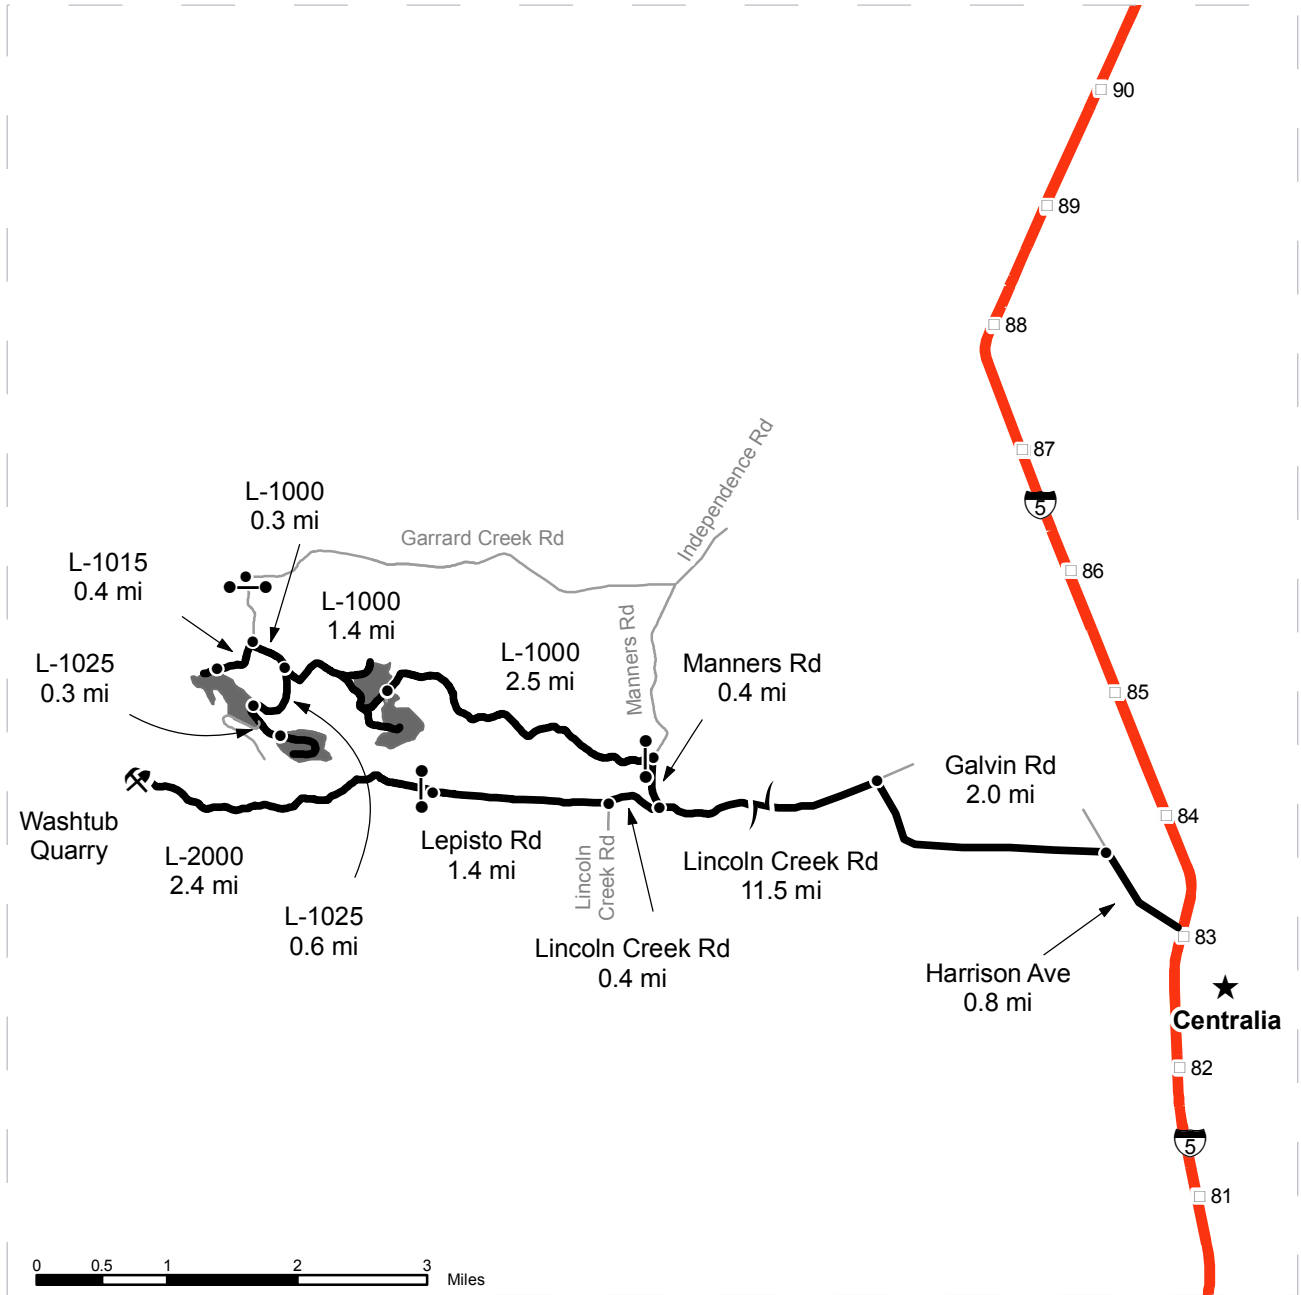 90
89
88
87
5
86
85
84
83
Centralia
82
5
81
Independence Rd
Garrard Creek Rd
Manners Rd
L-1000
0.3 mi
L-1015
0.4 mi
L-1000
1.4 mi
L-1025
0.3 mi
L-1000
2.5 mi
Manners Rd
0.4 mi
Galvin Rd
2.0 mi
Washtub
Quarry
L-2000
2.4 mi
Lepisto Rd
1.4 mi
Lincoln
Creek Rd
Lincoln Creek Rd
11.5 mi
L-1025
0.6 mi
Lincoln Creek Rd
0.4 mi
Harrison Ave
0.8 mi
0 0.5 1 2 3
Miles